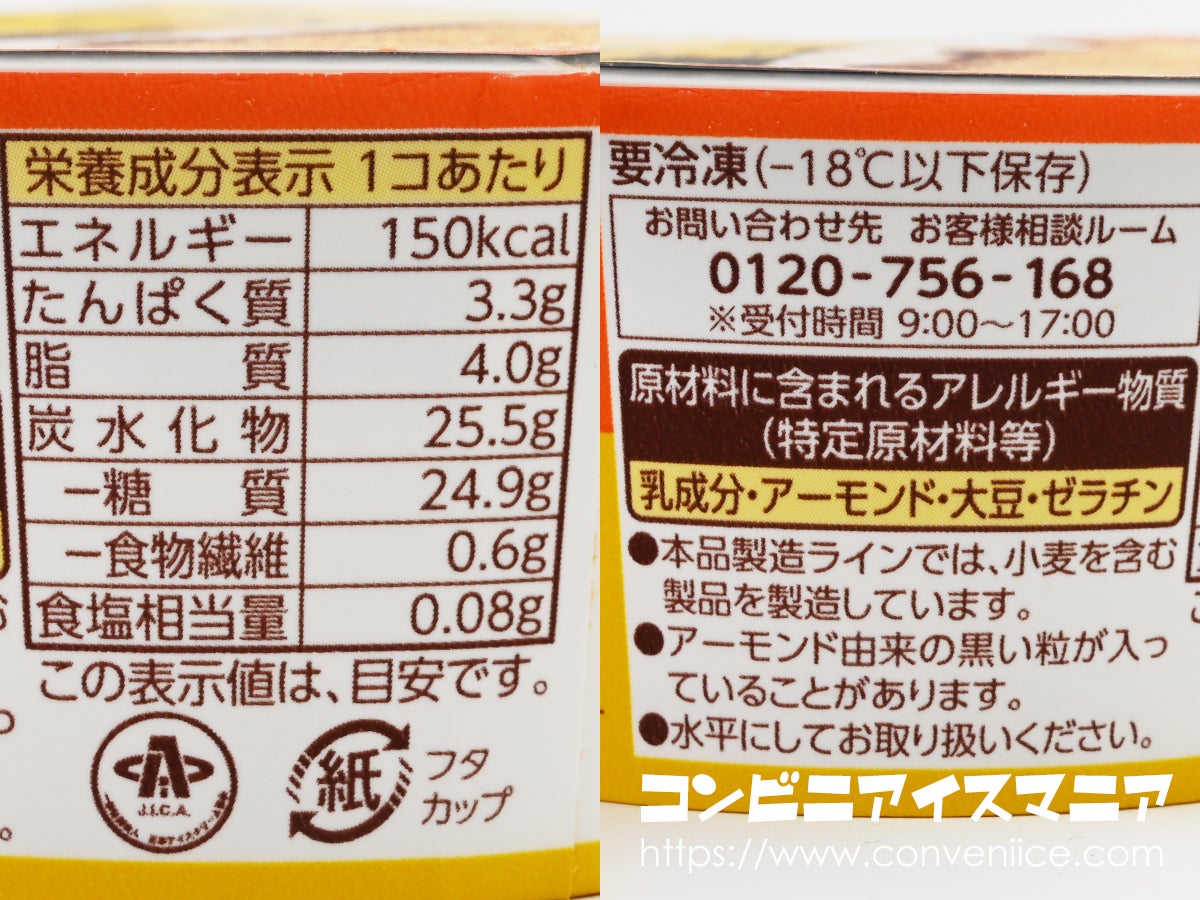 栄養成分表示 1コあたり
エネルギー 150kcal
たんぱく質 3.3g
脂質 4.0g
炭水化物 25.5g
－糖質 24.9g
－食物繊維 0.6g
食塩相当量 0.08g
この表示値は、目安です。
J.I.C.A.
紙
フタ
カップ
要冷凍(－18℃以下保存)
お問い合わせ先 お客様相談ルーム
0120-756-168
※受付時間 9:00～17:00
原材料に含まれるアレルギー物質
(特定原材料等)
乳成分・アーモンド・大豆・ゼラチン
●本品製造ラインでは、小麦を含む
製品を製造しています。
●アーモンド由来の黒い粒が入っ
ていることがあります。
●水平にしてお取り扱いください。
コンビニアイスマニア
https://www.conveniice.com